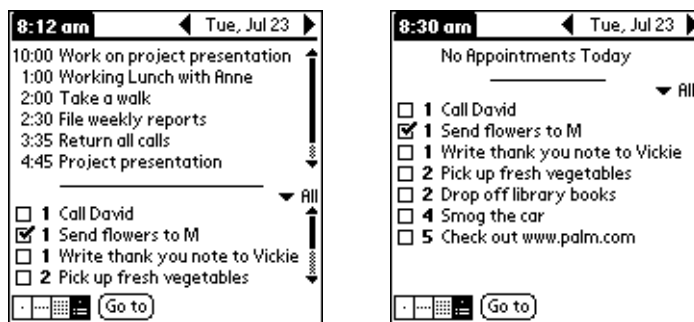 8:12 am Tue, Jul 23
10:00 Work on project presentation
1:00 Working Lunch with Anne
2:00 Take a walk
2:30 File weekly reports
3:35 Return all calls
4:45 Project presentation
All
1 Call David
1 Send flowers to M
1 Write thank you note to Vickie
2 Pick up fresh vegetables
Go to
8:30 am Tue, Jul 23
No Appointments Today
All
1 Call David
1 Send flowers to M
1 Write thank you note to Vickie
2 Pick up fresh vegetables
2 Drop off library books
4 Smog the car
5 Check out www.palm.com
Go to